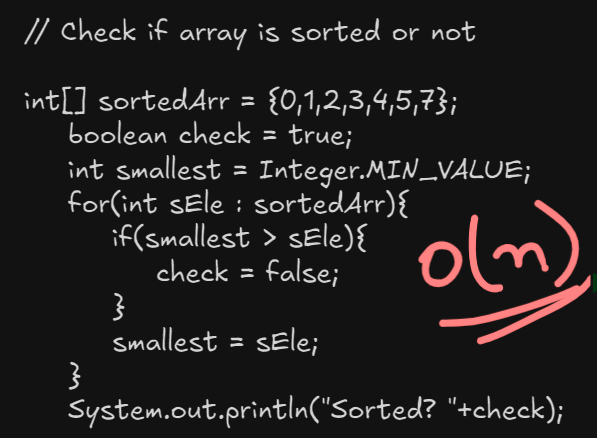 // Check if array is sorted or not
int[] sortedArr = {0,1,2,3,4,5,7};
boolean check = true;
int smallest = Integer.MIN_VALUE;
for(int sEle : sortedArr){
if(smallest > sEle){
check = false;
}
smallest = sEle;
}
System.out.println("Sorted? "+check);
O(n)